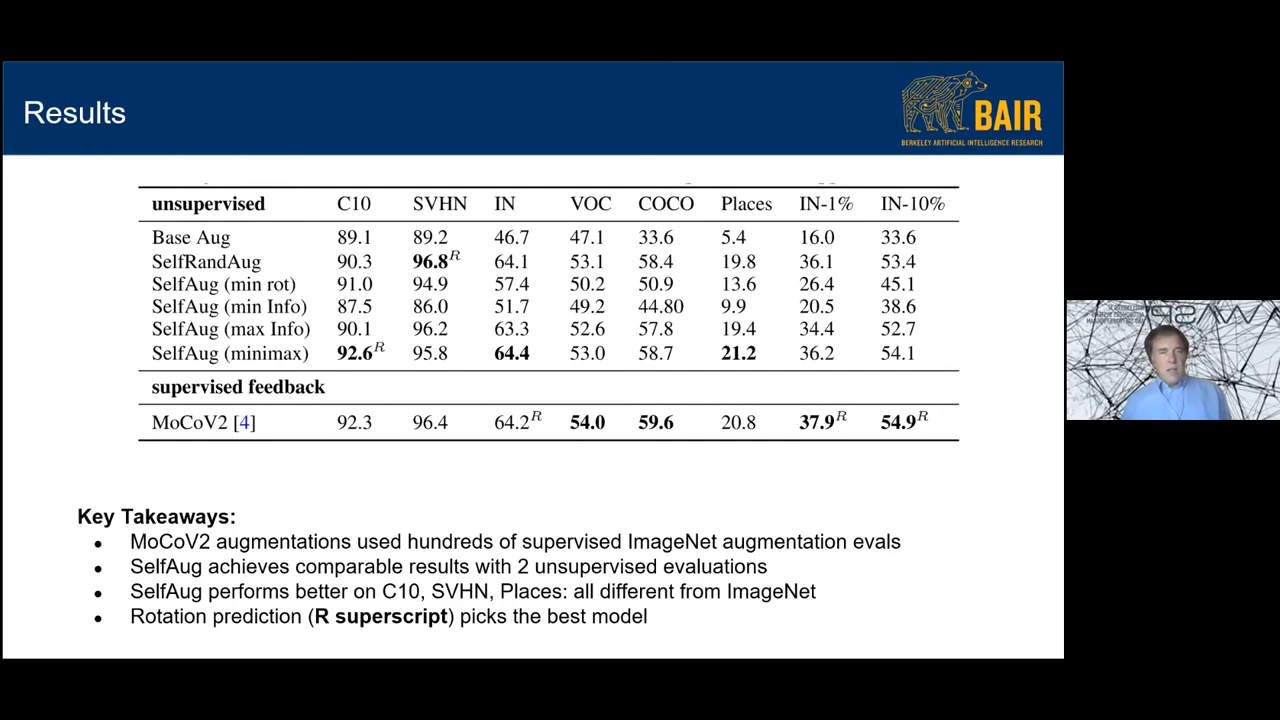 Results
BAIR
BERKELEY ARTIFICIAL INTELLIGENCE RESEARCH
unsupervised C10 SVHN IN VOC COCO Places IN-1% IN-10%
Base Aug 89.1 89.2 46.7 47.1 33.6 5.4 16.0 33.6
SelfRandAug 90.3 96.8R 64.1 53.1 58.4 19.8 36.1 53.4
SelfAug (min rot) 91.0 94.9 57.4 50.2 50.9 13.6 26.4 45.1
SelfAug (min Info) 87.5 86.0 51.7 49.2 44.80 9.9 20.5 38.6
SelfAug (max Info) 90.1 96.2 63.3 52.6 57.8 19.4 34.4 52.7
SelfAug (minimax) 92.6R 95.8 64.4 53.0 58.7 21.2 36.2 54.1
supervised feedback
MoCoV2 [4] 92.3 96.4 64.2R 54.0 59.6 20.8 37.9R 54.9R
Key Takeaways:
● MoCoV2 augmentations used hundreds of supervised ImageNet augmentation evals
● SelfAug achieves comparable results with 2 unsupervised evaluations
● SelfAug performs better on C10, SVHN, Places: all different from ImageNet
● Rotation prediction (R superscript) picks the best model